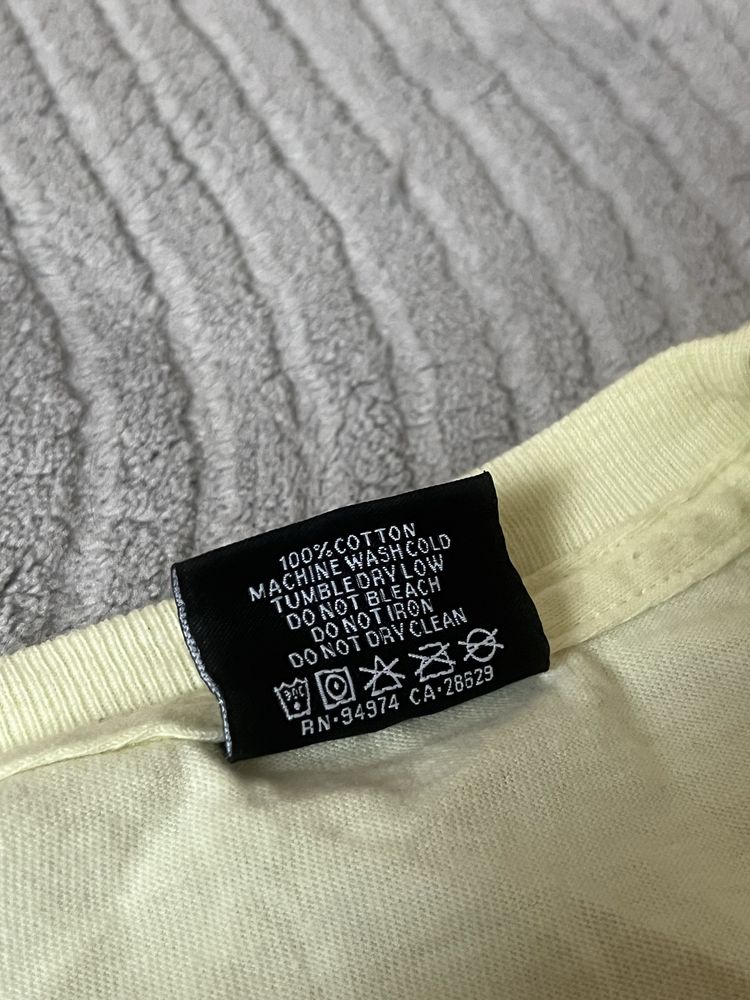 100% COTTON
MACHINE WASH COLD
TUMBLE DRY LOW
DO NOT BLEACH
DO NOT IRON
DO NOT DRY CLEAN
30C
RN-94974 CA-28629